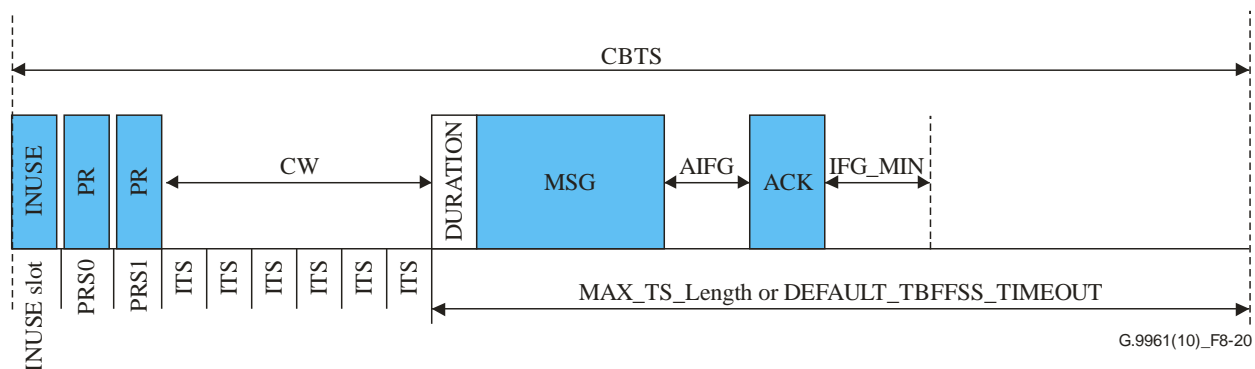 CBTS
INUSE
PR
PR
CW
DURATION
MSG
AIFG
ACK
IFG_MIN
INUSE slot
PRS0
PRS1
ITS
ITS
ITS
ITS
ITS
ITS
MAX_TS_Length or DEFAULT_TBFFSS_TIMEOUT
G.9961(10)_F8-20